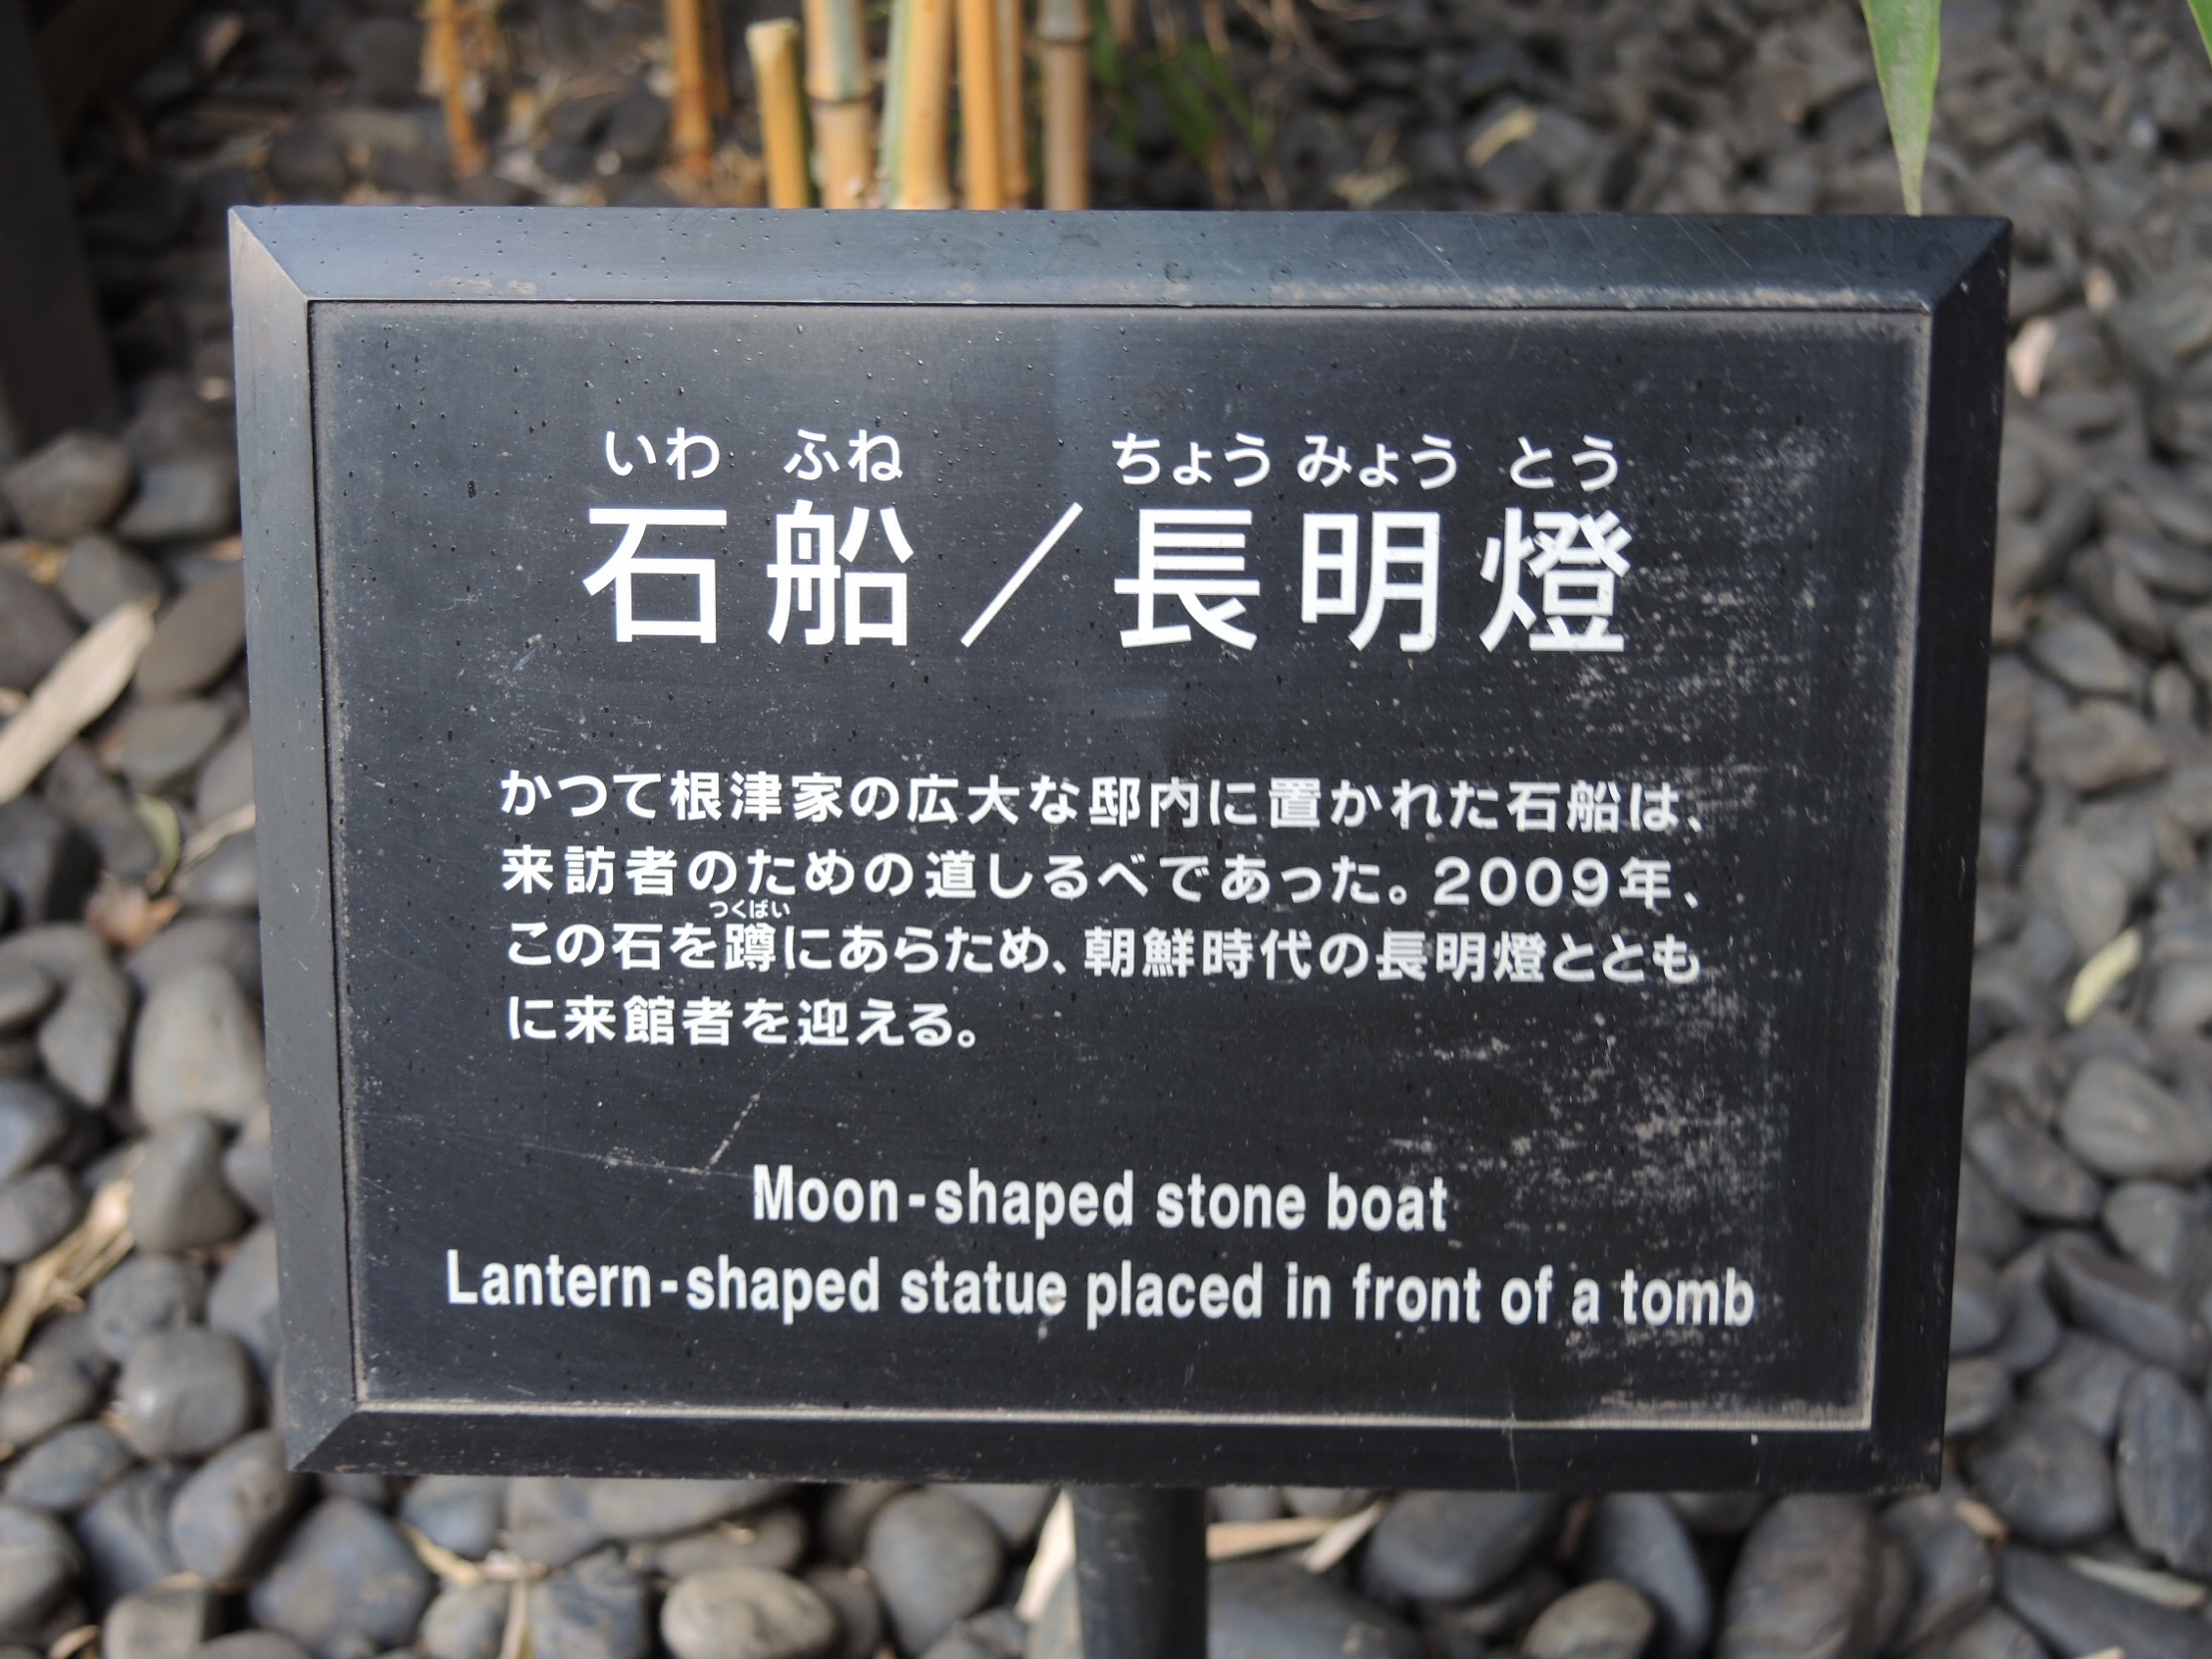 いわ ふね ちょう みょう とう
石船／長明燈
かつて根津家の広大な邸内に置かれた石船は、
来訪者のための道しるべであった。2009年、
つくばい
この石を蹲にあらため、朝鮮時代の長明燈ととも
に来館者を迎える。
Moon-shaped stone boat
Lantern-shaped statue placed in front of a tomb